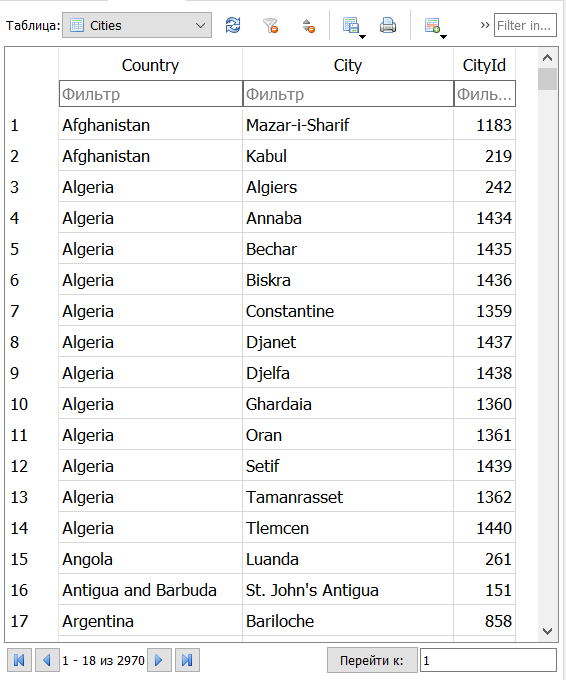 Таблица: Cities Filter in...
Country City CityId
Фильтр Фильтр Филь...
1 Afghanistan Mazar-i-Sharif 1183
2 Afghanistan Kabul 219
3 Algeria Algiers 242
4 Algeria Annaba 1434
5 Algeria Bechar 1435
6 Algeria Biskra 1436
7 Algeria Constantine 1359
8 Algeria Djanet 1437
9 Algeria Djelfa 1438
10 Algeria Ghardaia 1360
11 Algeria Oran 1361
12 Algeria Setif 1439
13 Algeria Tamanrasset 1362
14 Algeria Tlemcen 1440
15 Angola Luanda 261
16 Antigua and Barbuda St. John's Antigua 151
17 Argentina Bariloche 858
1 - 18 из 2970 Перейти к: 1